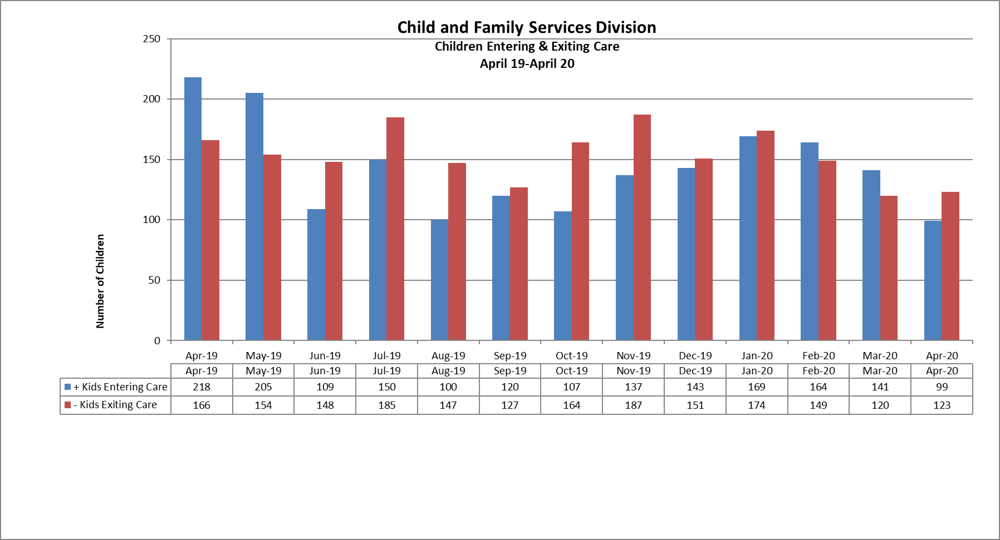 Child and Family Services Division
Children Entering & Exiting Care
April 19-April 20
250
200
150
100
50
0
Number of Children
Apr-19 May-19 Jun-19 Jul-19 Aug-19 Sep-19 Oct-19 Nov-19 Dec-19 Jan-20 Feb-20 Mar-20 Apr-20
Apr-19 May-19 Jun-19 Jul-19 Aug-19 Sep-19 Oct-19 Nov-19 Dec-19 Jan-20 Feb-20 Mar-20 Apr-20
+ Kids Entering Care 218 205 109 150 100 120 107 137 143 169 164 141 99
- Kids Exiting Care 166 154 148 185 147 127 164 187 151 174 149 120 123